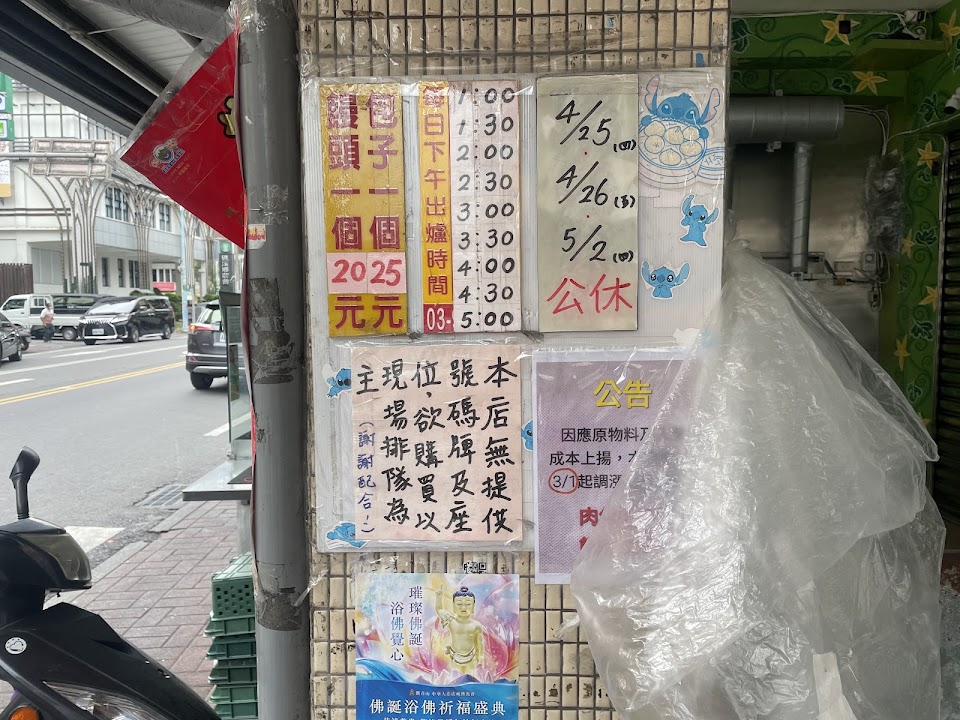 包子一個25元
饅頭一個20元
每日下午出爐時間
1:00
1:30
2:00
2:30
3:00
3:30
4:00
4:30
5:00
03-
4/25(四)
4/26(五)
5/2(四)
公休
本店無提供
號碼牌及座
位,欲購買以
現場排隊為
主(謝謝配合!)
公告
因應原物料
成本上揚,
3/1起調漲
肉
璀璨佛誕
浴佛覺心
佛誕浴佛祈福盛典